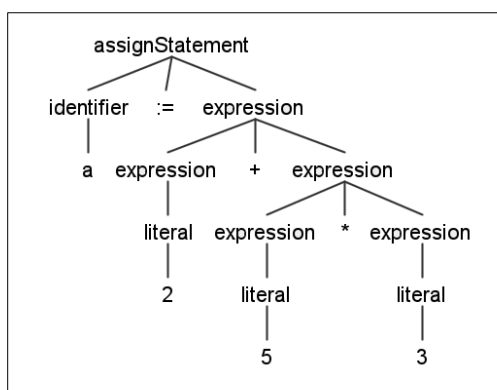 assignStatement
identifier := expression
a expression + expression
literal expression * expression
2 literal literal
5 3